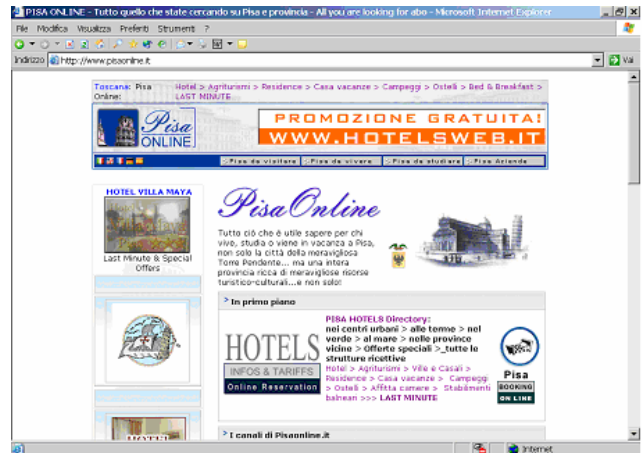 PISA ONLINE - Tutto quello che state cercando su Pisa e provincia - All you are looking for abo - Microsoft Internet Explorer
File Modifica Visualizza Preferiti Strumenti ?
Indirizzo http://www.pisaonline.it Vai
Toscana: Pisa Online: Hotel > Agriturismi > Residence > Casa vacanze > Campeggi > Ostelli > Bed & Breakfast >
LAST MINUTE
Pisa
ONLINE
PROMOZIONE GRATUITA!
WWW.HOTELSWEB.IT
Pisa da visitare Pisa da vivere Pisa da studiare Pisa Aziende
HOTEL VILLA MAYA
Last Minute & Special
Offers
PisaOnline
Tutto ciò che è utile sapere per chi
vive, studia o viene in vacanza a Pisa,
non solo la città della meravigliosa
Torre Pendente... ma una intera
provincia ricca di meravigliose risorse
turistico-culturali...e non solo!
> In primo piano
HOTELS
INFOS & TARIFFS
Online Reservation
PISA HOTELS Directory:
nei centri urbani > alle terme > nel
verde > al mare > nelle province
vicine > Offerte speciali > tutte le
strutture ricettive
Hotel > Agriturismi > Ville e Casali >
Residence > Casa vacanze > Campeggi
> Ostelli > Affitta camere > Stabilimenti
balneari >>> LAST MINUTE
Pisa
BOOKING
ON LINE
HOTEL
> I canali di Pisaonline.it
Internet